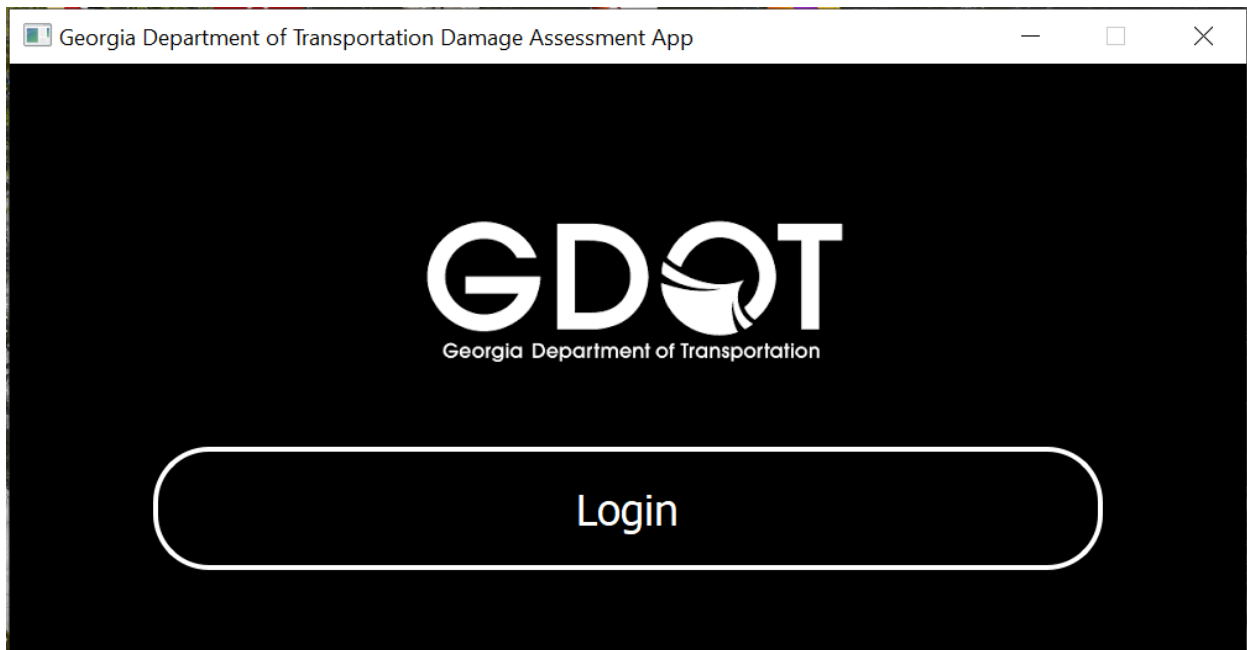 Georgia Department of Transportation Damage Assessment App
GDOT
Georgia Department of Transportation
Login